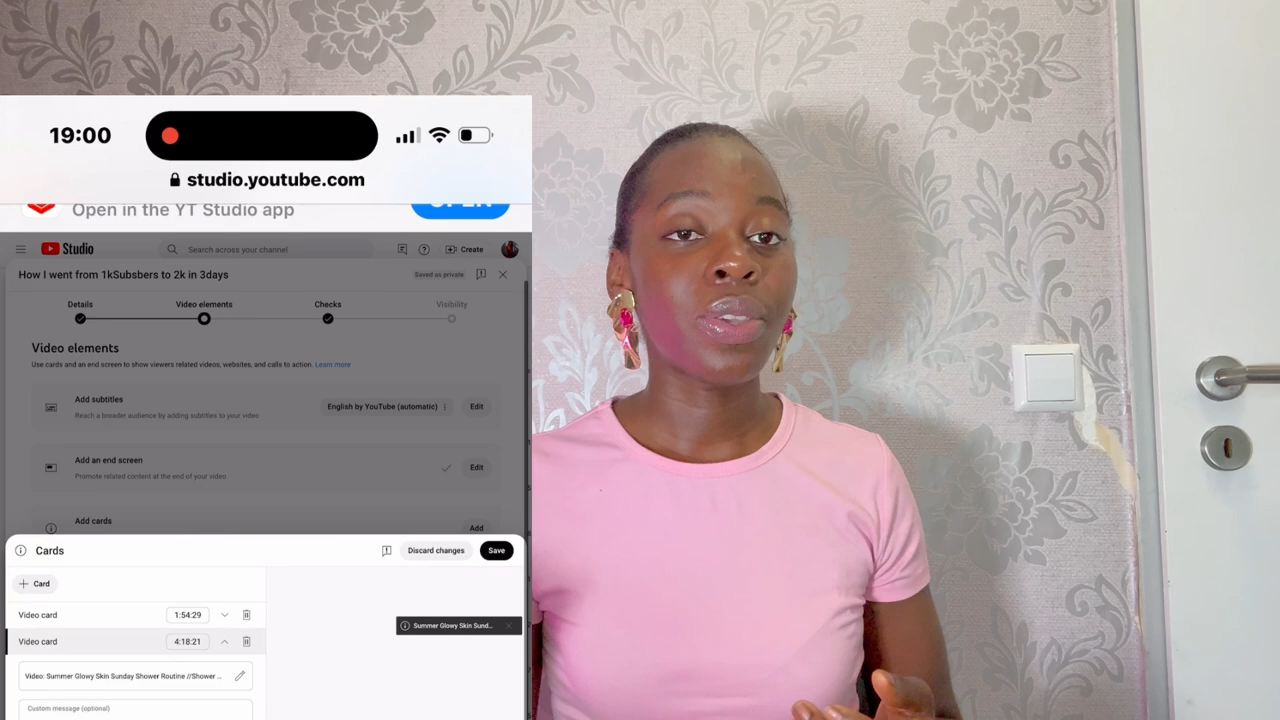 19:00
studio.youtube.com
Open in the YT Studio app
OPEN
Studio
Search across your channel
Create
How I went from 1kSubsbers to 2k in 3days
Saved as private
Details
Video elements
Checks
Visibility
Video elements
Use cards and an end screen to show viewers related videos, websites, and calls to action. Learn more
Add subtitles
Reach a broader audience by adding subtitles to your video
English by YouTube (automatic)
Edit
Add an end screen
Promote related content at the end of your video
Edit
Add cards
Add
Cards
Discard changes
Save
Card
Video card
1:54:29
Summer Glowy Skin Sund...
Video card
4:18:21
Video: Summer Glowy Skin Sunday Shower Routine //Shower ...
Custom message (optional)